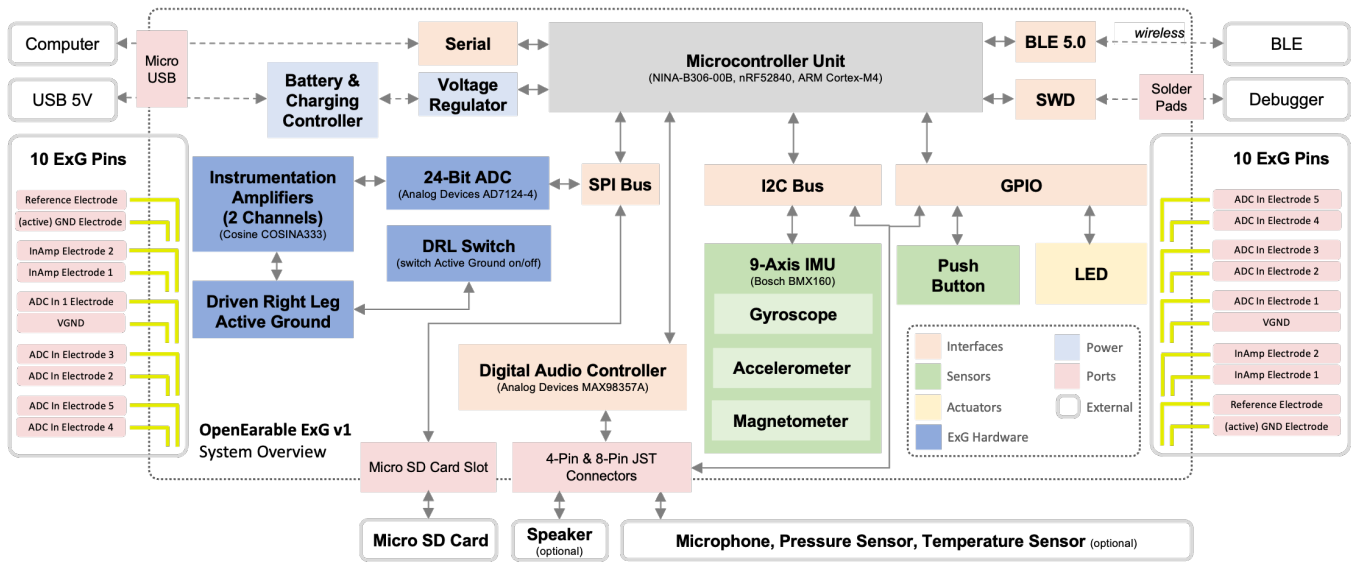 Computer
USB 5V
Micro
USB
Serial
Battery &
Charging
Controller
Voltage
Regulator
Microcontroller Unit
(NINA-B306-00B, nRF52840, ARM Cortex-M4)
BLE 5.0
wireless
BLE
SWD
Solder
Pads
Debugger
10 ExG Pins
Reference Electrode
(active) GND Electrode
InAmp Electrode 2
InAmp Electrode 1
ADC In 1 Electrode
VGND
ADC In Electrode 3
ADC In Electrode 2
ADC In Electrode 5
ADC In Electrode 4
Instrumentation
Amplifiers
(2 Channels)
(Cosine COSINA333)
24-Bit ADC
(Analog Devices AD7124-4)
SPI Bus
DRL Switch
(switch Active Ground on/off)
Driven Right Leg
Active Ground
I2C Bus
GPIO
9-Axis IMU
(Bosch BMX160)
Gyroscope
Accelerometer
Magnetometer
Push
Button
LED
Digital Audio Controller
(Analog Devices MAX98357A)
Interfaces
Sensors
Actuators
ExG Hardware
Power
Ports
External
10 ExG Pins
ADC In Electrode 5
ADC In Electrode 4
ADC In Electrode 3
ADC In Electrode 2
ADC In Electrode 1
VGND
InAmp Electrode 2
InAmp Electrode 1
Reference Electrode
(active) GND Electrode
OpenEarable ExG v1
System Overview
Micro SD Card Slot
4-Pin & 8-Pin JST
Connectors
Micro SD Card
Speaker
(optional)
Microphone, Pressure Sensor, Temperature Sensor (optional)